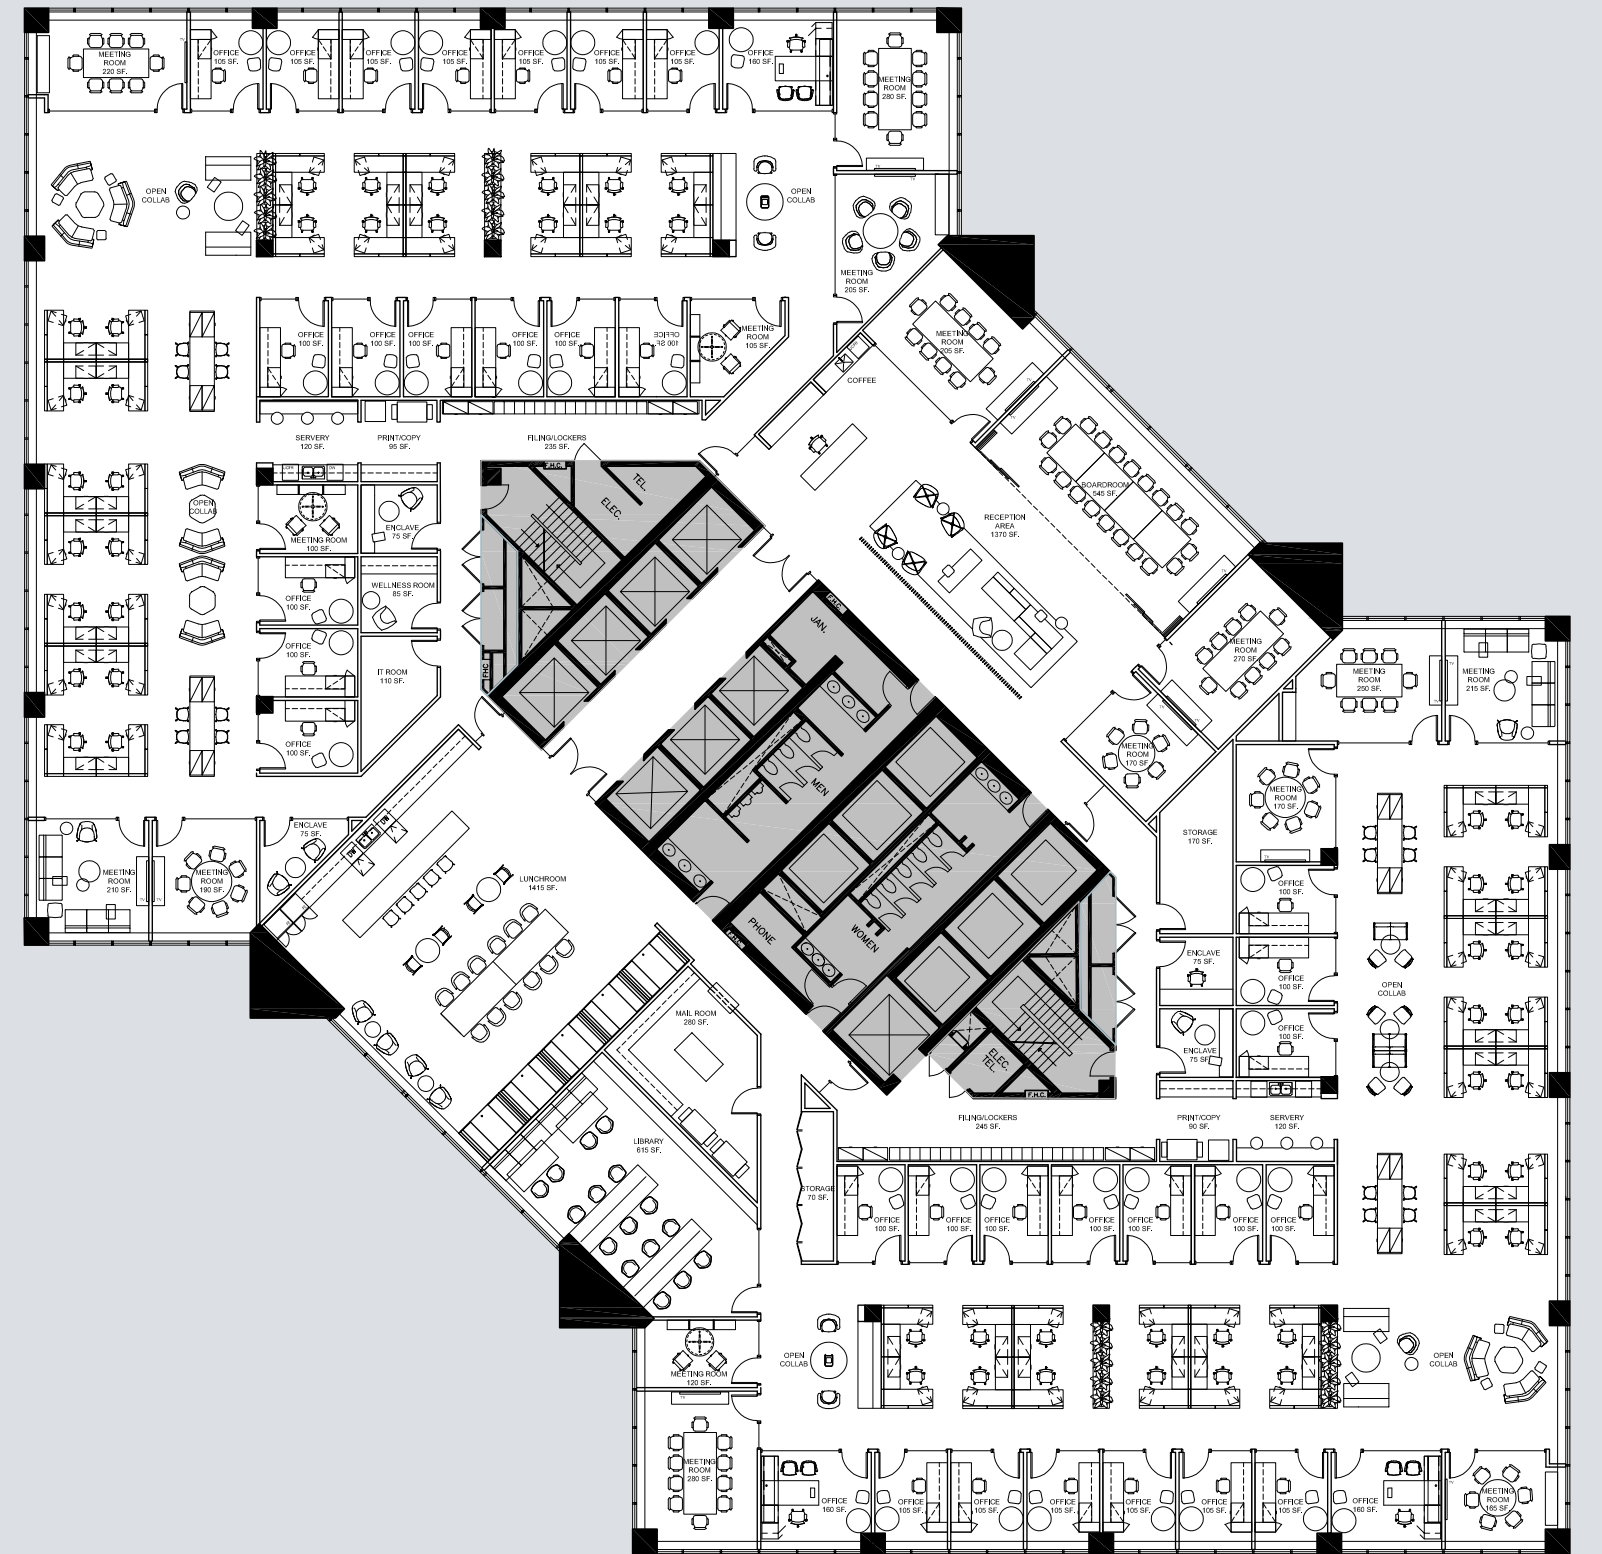 MEETING
ROOM
220 SF.
OFFICE
105 SF.
OFFICE
105 SF.
OFFICE
105 SF.
OFFICE
105 SF.
OFFICE
105 SF.
OFFICE
105 SF.
OFFICE
105 SF.
OFFICE
160 SF.
MEETING
ROOM
280 SF.
TV
TV
TV
OPEN
COLLAB
OPEN
COLLAB
MEETING
ROOM
205 SF.
OFFICE
100 SF.
OFFICE
100 SF.
OFFICE
100 SF.
OFFICE
100 SF.
OFFICE
100 SF.
OFFICE
100 SF.
MEETING
ROOM
105 SF.
MEETING
ROOM
205 SF.
COFFEE
SERVERY
120 SF.
PRINT/COPY
95 SF.
FILING/LOCKERS
235 SF.
F.H.C.
TEL.
ELEC.
OPEN
COLLAB
MEETING ROOM
100 SF.
ENCLAVE
75 SF.
BOARDROOM
545 SF.
RECEPTION
AREA
1370 SF.
OFFICE
100 SF.
WELLNESS ROOM
85 SF.
F.H.C.
JAN.
OFFICE
100 SF.
IT ROOM
110 SF.
FHC
MEETING
ROOM
270 SF.
OFFICE
100 SF.
MEETING
ROOM
250 SF.
MEETING
ROOM
215 SF.
MEETING
ROOM
170 SF
MEN
MEETING
ROOM
170 SF.
ENCLAVE
75 SF.
DW
DW
STORAGE
170 SF.
MEETING
ROOM
210 SF.
MEETING
ROOM
190 SF.
TV
TV
LUNCHROOM
1415 SF.
OFFICE
100 SF.
PHONE
F.H.C.
WOMEN
ENCLAVE
75 SF.
OFFICE
100 SF.
OPEN
COLLAB
MAIL ROOM
280 SF.
ENCLAVE
75 SF.
OFFICE
100 SF.
ELEC.
TEL.
F.H.C.
FILING/LOCKERS
245 SF.
PRINT/COPY
90 SF.
SERVERY
120 SF.
LIBRARY
615 SF.
STORAGE
70 SF.
OFFICE
100 SF.
OFFICE
100 SF.
OFFICE
100 SF.
OFFICE
100 SF.
OFFICE
100 SF.
OFFICE
100 SF.
OFFICE
100 SF.
MEETING ROOM
120 SF.
OPEN
COLLAB
OPEN
COLLAB
TV
MEETING
ROOM
280 SF.
OFFICE
160 SF.
OFFICE
105 SF.
OFFICE
105 SF.
OFFICE
105 SF.
OFFICE
105 SF.
OFFICE
105 SF.
OFFICE
105 SF.
OFFICE
160 SF.
MEETING
ROOM
165 SF.